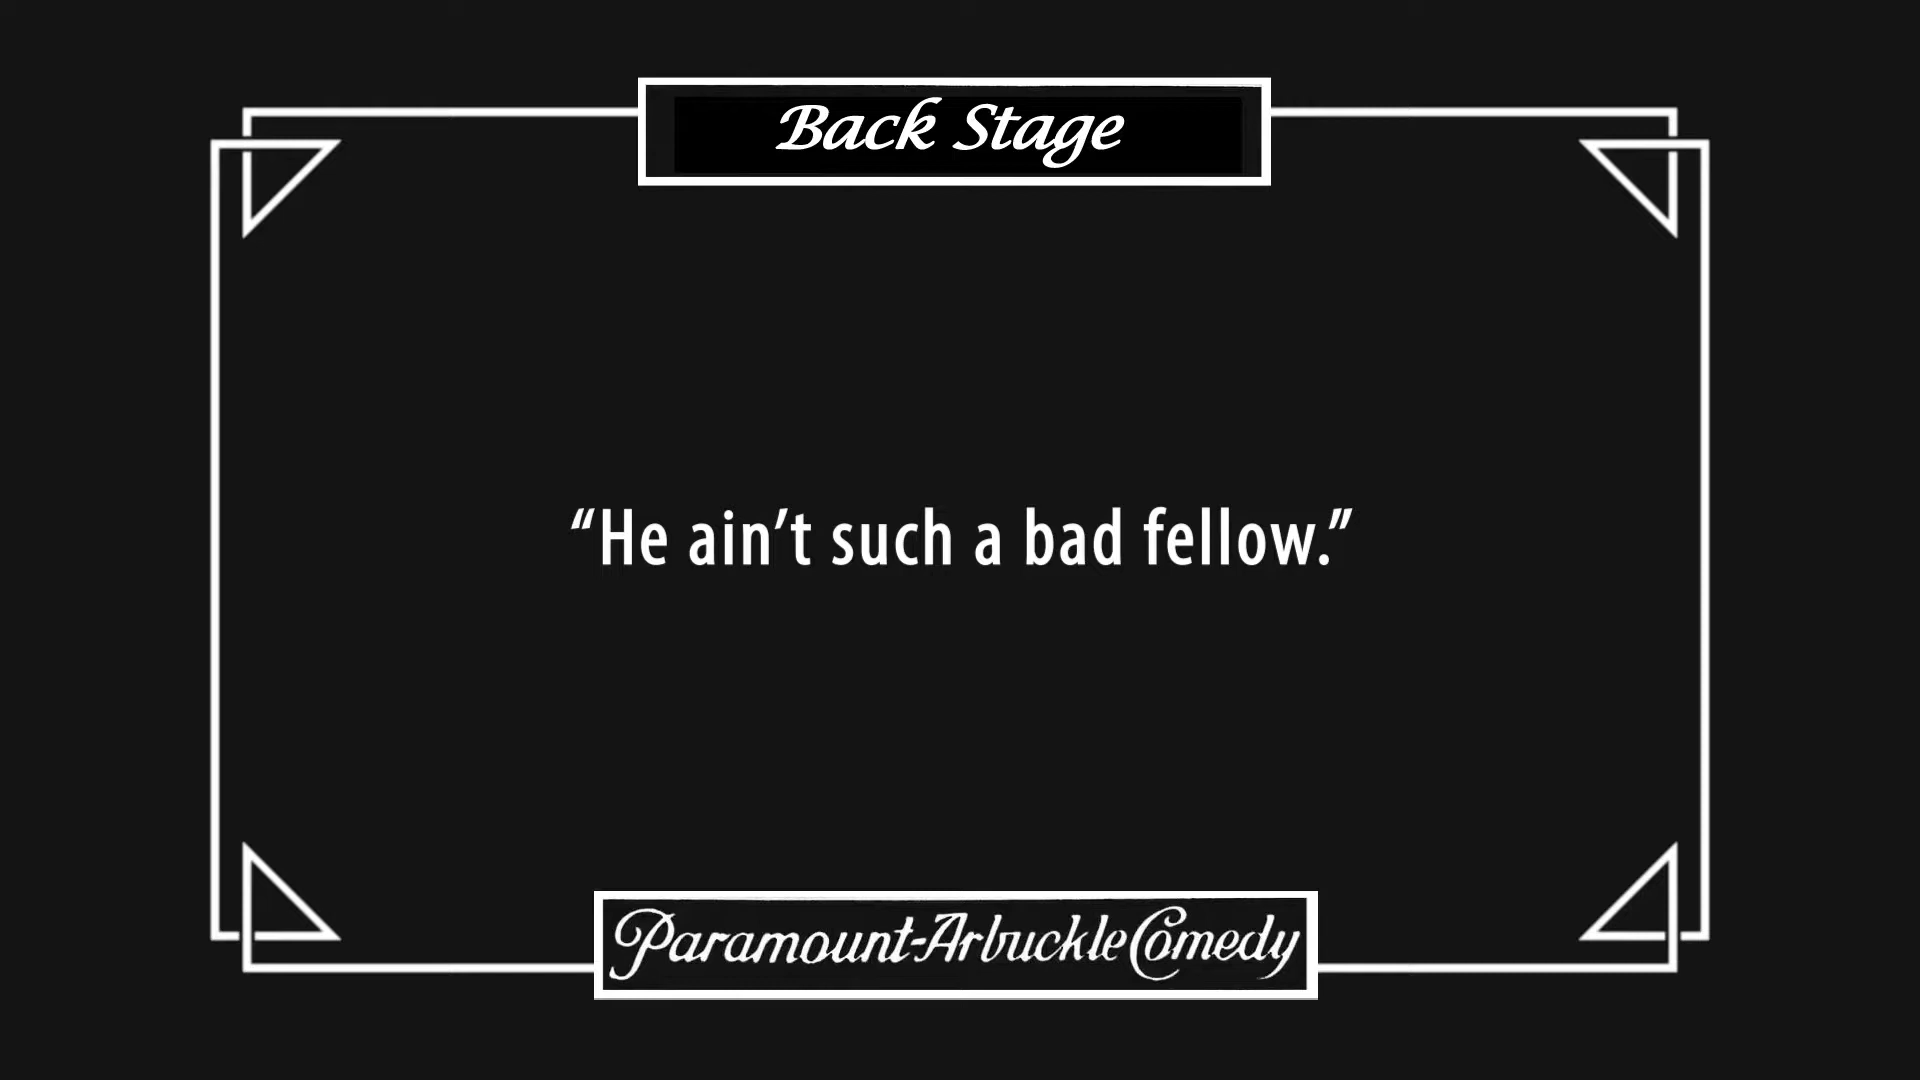 Back Stage
“He ain’t such a bad fellow.”
Paramount-Arbuckle Comedy